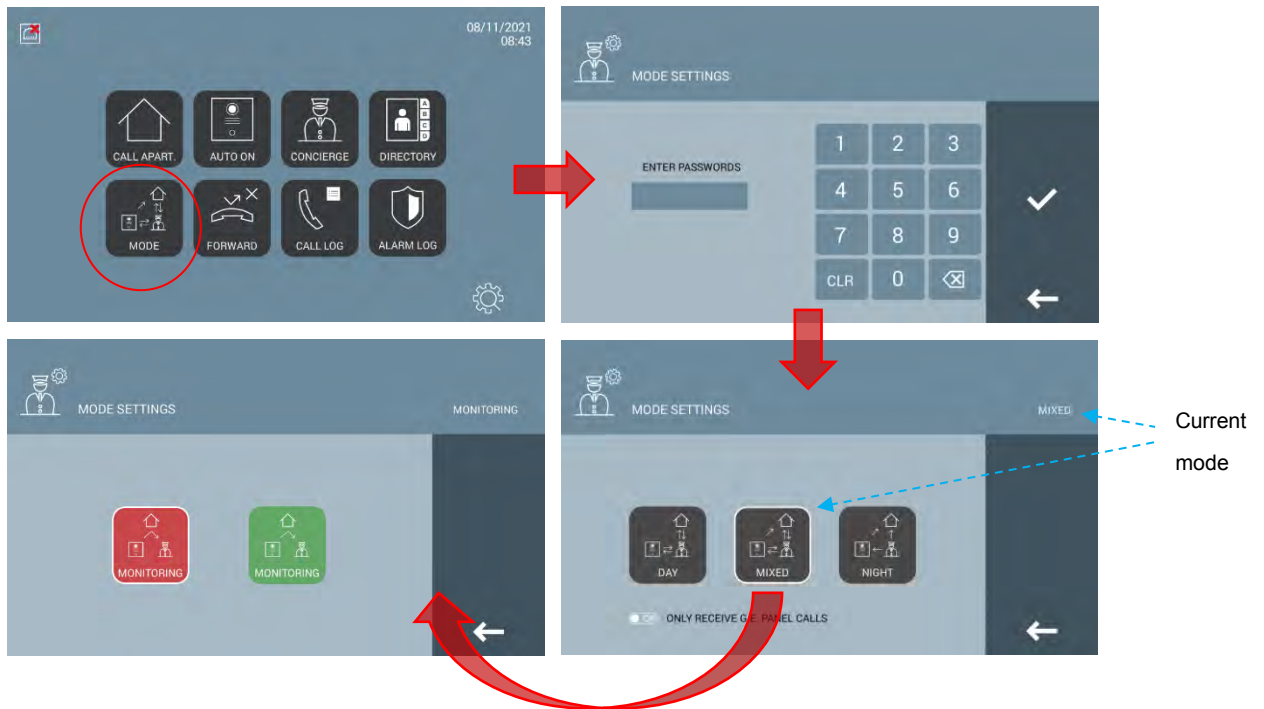 08/11/2021
08:43
CALL APART.
AUTO ON
CONCIERGE
A
B
C
D
DIRECTORY
MODE
FORWARD
CALL LOG
ALARM LOG
MODE SETTINGS
ENTER PASSWORDS
1 2 3
4 5 6
7 8 9
CLR 0
MODE SETTINGS
MONITORING
MONITORING
MONITORING
MODE SETTINGS
MIXED
DAY
MIXED
NIGHT
ONLY RECEIVE G.E. PANEL CALLS
Current
mode